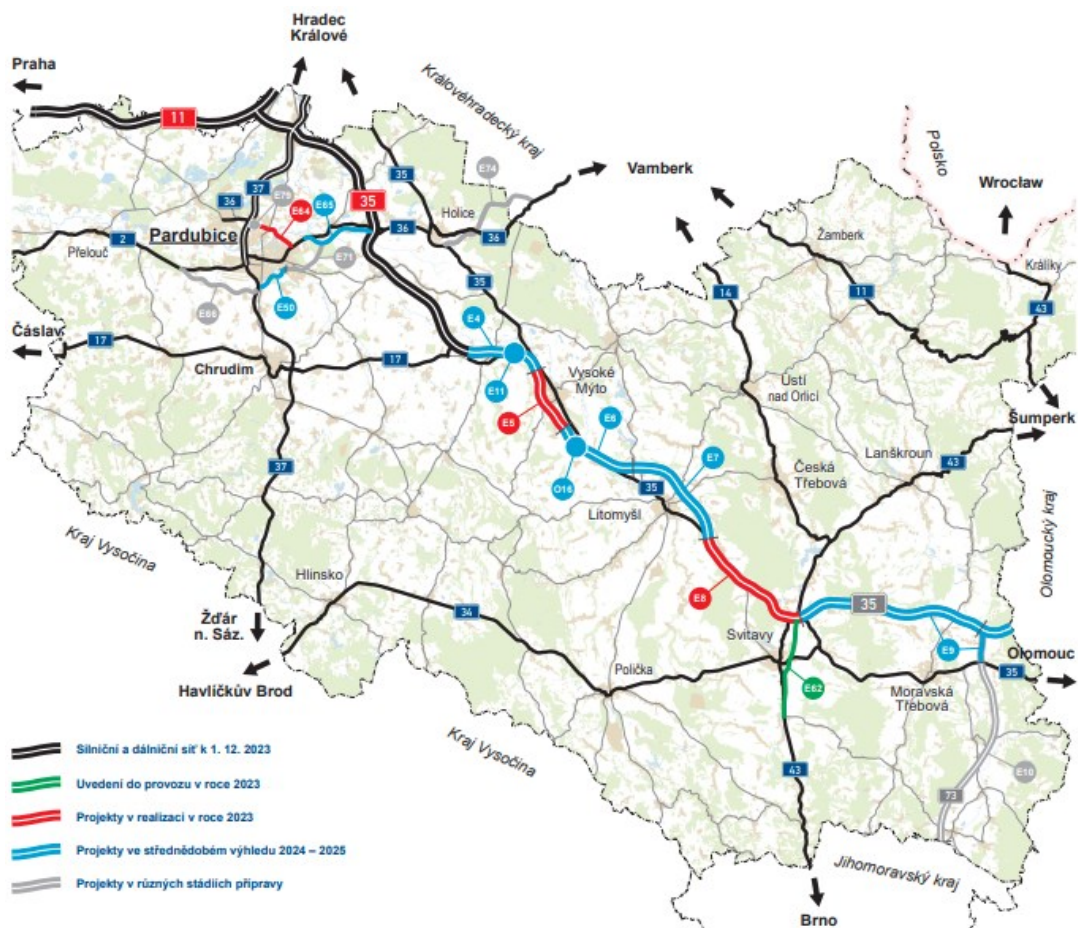 Hradec
Králové
Praha
Královéhradecký kraj
11
Polsko
Vamberk
Wrocław
35
E74
37
E79
36
35
E64
E65
Holice
36
36
Pardubice
2
Přelouč
E71
35
Žamberk
Králíky
11
14
43
E66
E50
E4
Čáslav
17
Chrudim
17
E11
Vysoké
Mýto
Ústí
nad Orlicí
Šumperk
E5
E6
37
E7
Česká
Třebová
Lanškroun
43
O16
35
Litomyšl
Kraj Vysočina
Olomoucký kraj
Hlinsko
E8
35
34
Žďár
n. Sáz.
Svitavy
E9
Olomouc
35
Havlíčkův Brod
Polička
E62
Moravská
Třebová
Kraj Vysočina
Silniční a dálniční síť k 1. 12. 2023
43
E10
Uvedení do provozu v roce 2023
73
Projekty v realizaci v roce 2023
Projekty ve střednědobém výhledu 2024 – 2025
Jihomoravský kraj
Projekty v různých stádiích přípravy
Brno